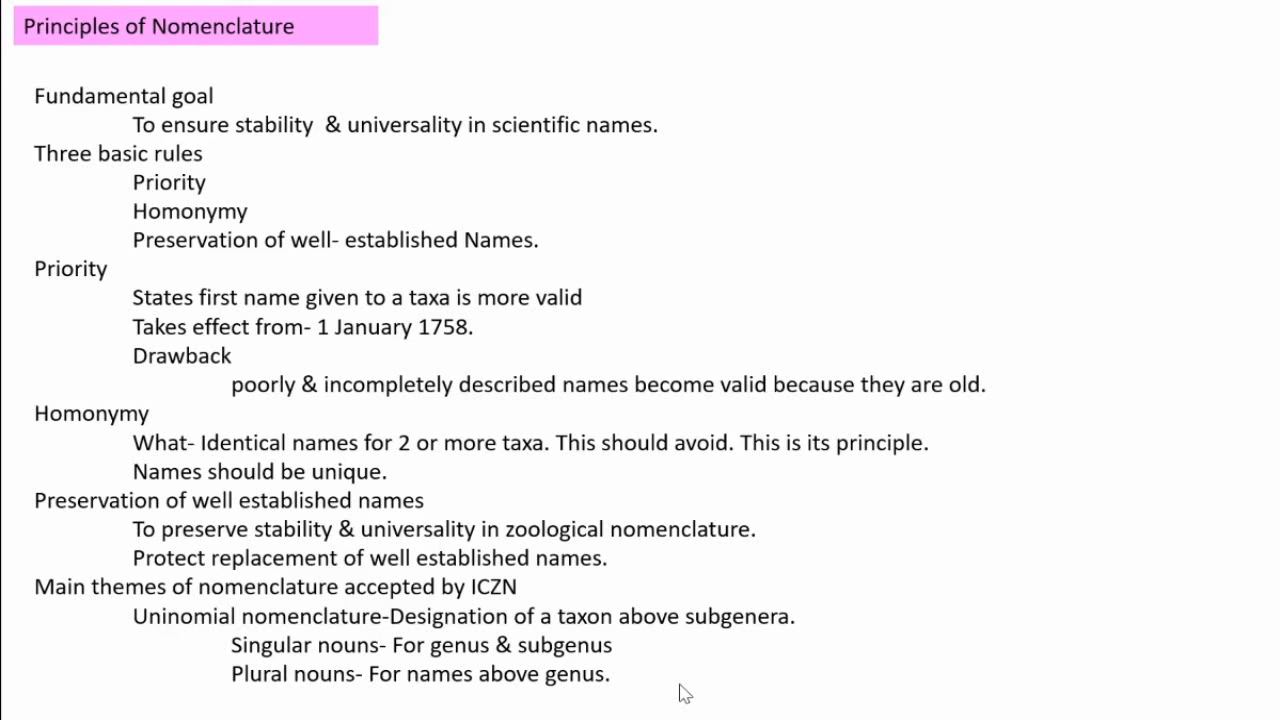 Principles of Nomenclature
Fundamental goal
To ensure stability & universality in scientific names.
Three basic rules
Priority
Homonymy
Preservation of well- established Names.
Priority
States first name given to a taxa is more valid
Takes effect from- 1 January 1758.
Drawback
poorly & incompletely described names become valid because they are old.
Homonymy
What- Identical names for 2 or more taxa. This should avoid. This is its principle.
Names should be unique.
Preservation of well established names
To preserve stability & universality in zoological nomenclature.
Protect replacement of well established names.
Main themes of nomenclature accepted by ICZN
Uninomial nomenclature-Designation of a taxon above subgenera.
Singular nouns- For genus & subgenus
Plural nouns- For names above genus.